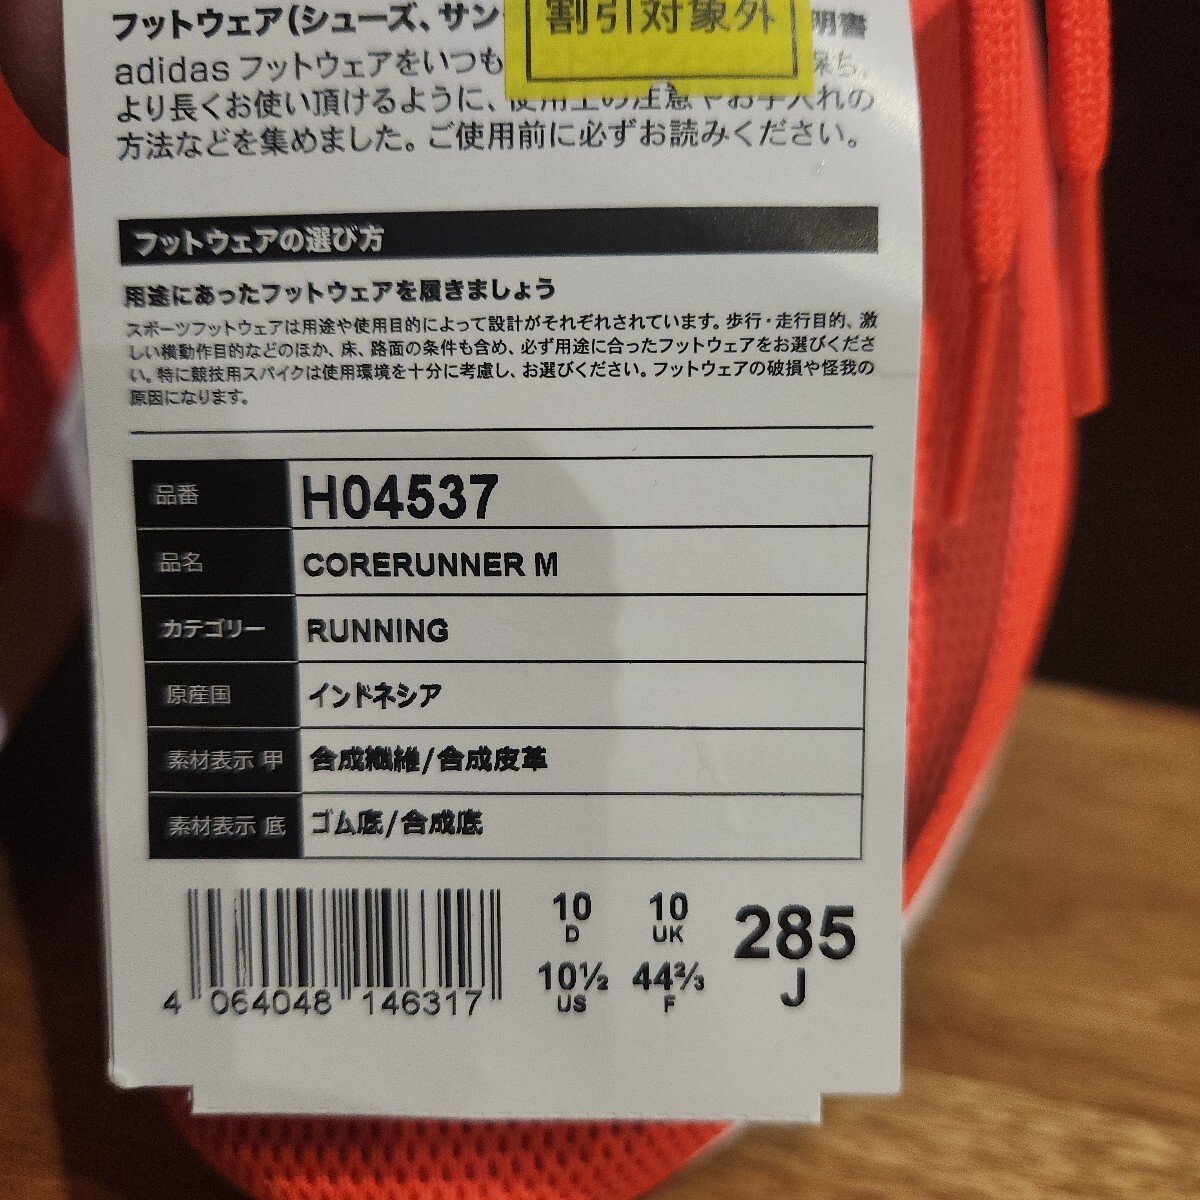 フットウェア(シューズ、サン
明書
割引対象外
adidas フットウェアをいつも
より長くお使い頂けるように、使用上の注意やお手入れの
方法などを集めました。ご使用前に必ずお読みください。
フットウェアの選び方
用途にあったフットウェアを履きましょう
スポーツフットウェアは用途や使用目的によって設計がそれぞれされています。歩行・走行目的、激
しい横動作目的などのほか、床、路面の条件も含め、必ず用途に合ったフットウェアをお選びくださ
い。特に競技用スパイクは使用環境を十分に考慮し、お選びください。フットウェアの破損や怪我の
原因になります。
品番 H04537
品名 CORERUNNER M
カテゴリー RUNNING
原産国 インドネシア
素材表示 甲 合成繊維/合成皮革
素材表示 底 ゴム底/合成底
10 D 10 UK 285 J
10½ US 44⅔ F
4 064048 146317